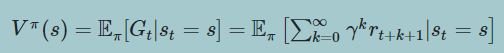 V^π(s) = 𝔼_π[G_t|s_t = s] = 𝔼_π [∑_{k=0}^{∞} γ^k r_{t+k+1}|s_t = s]